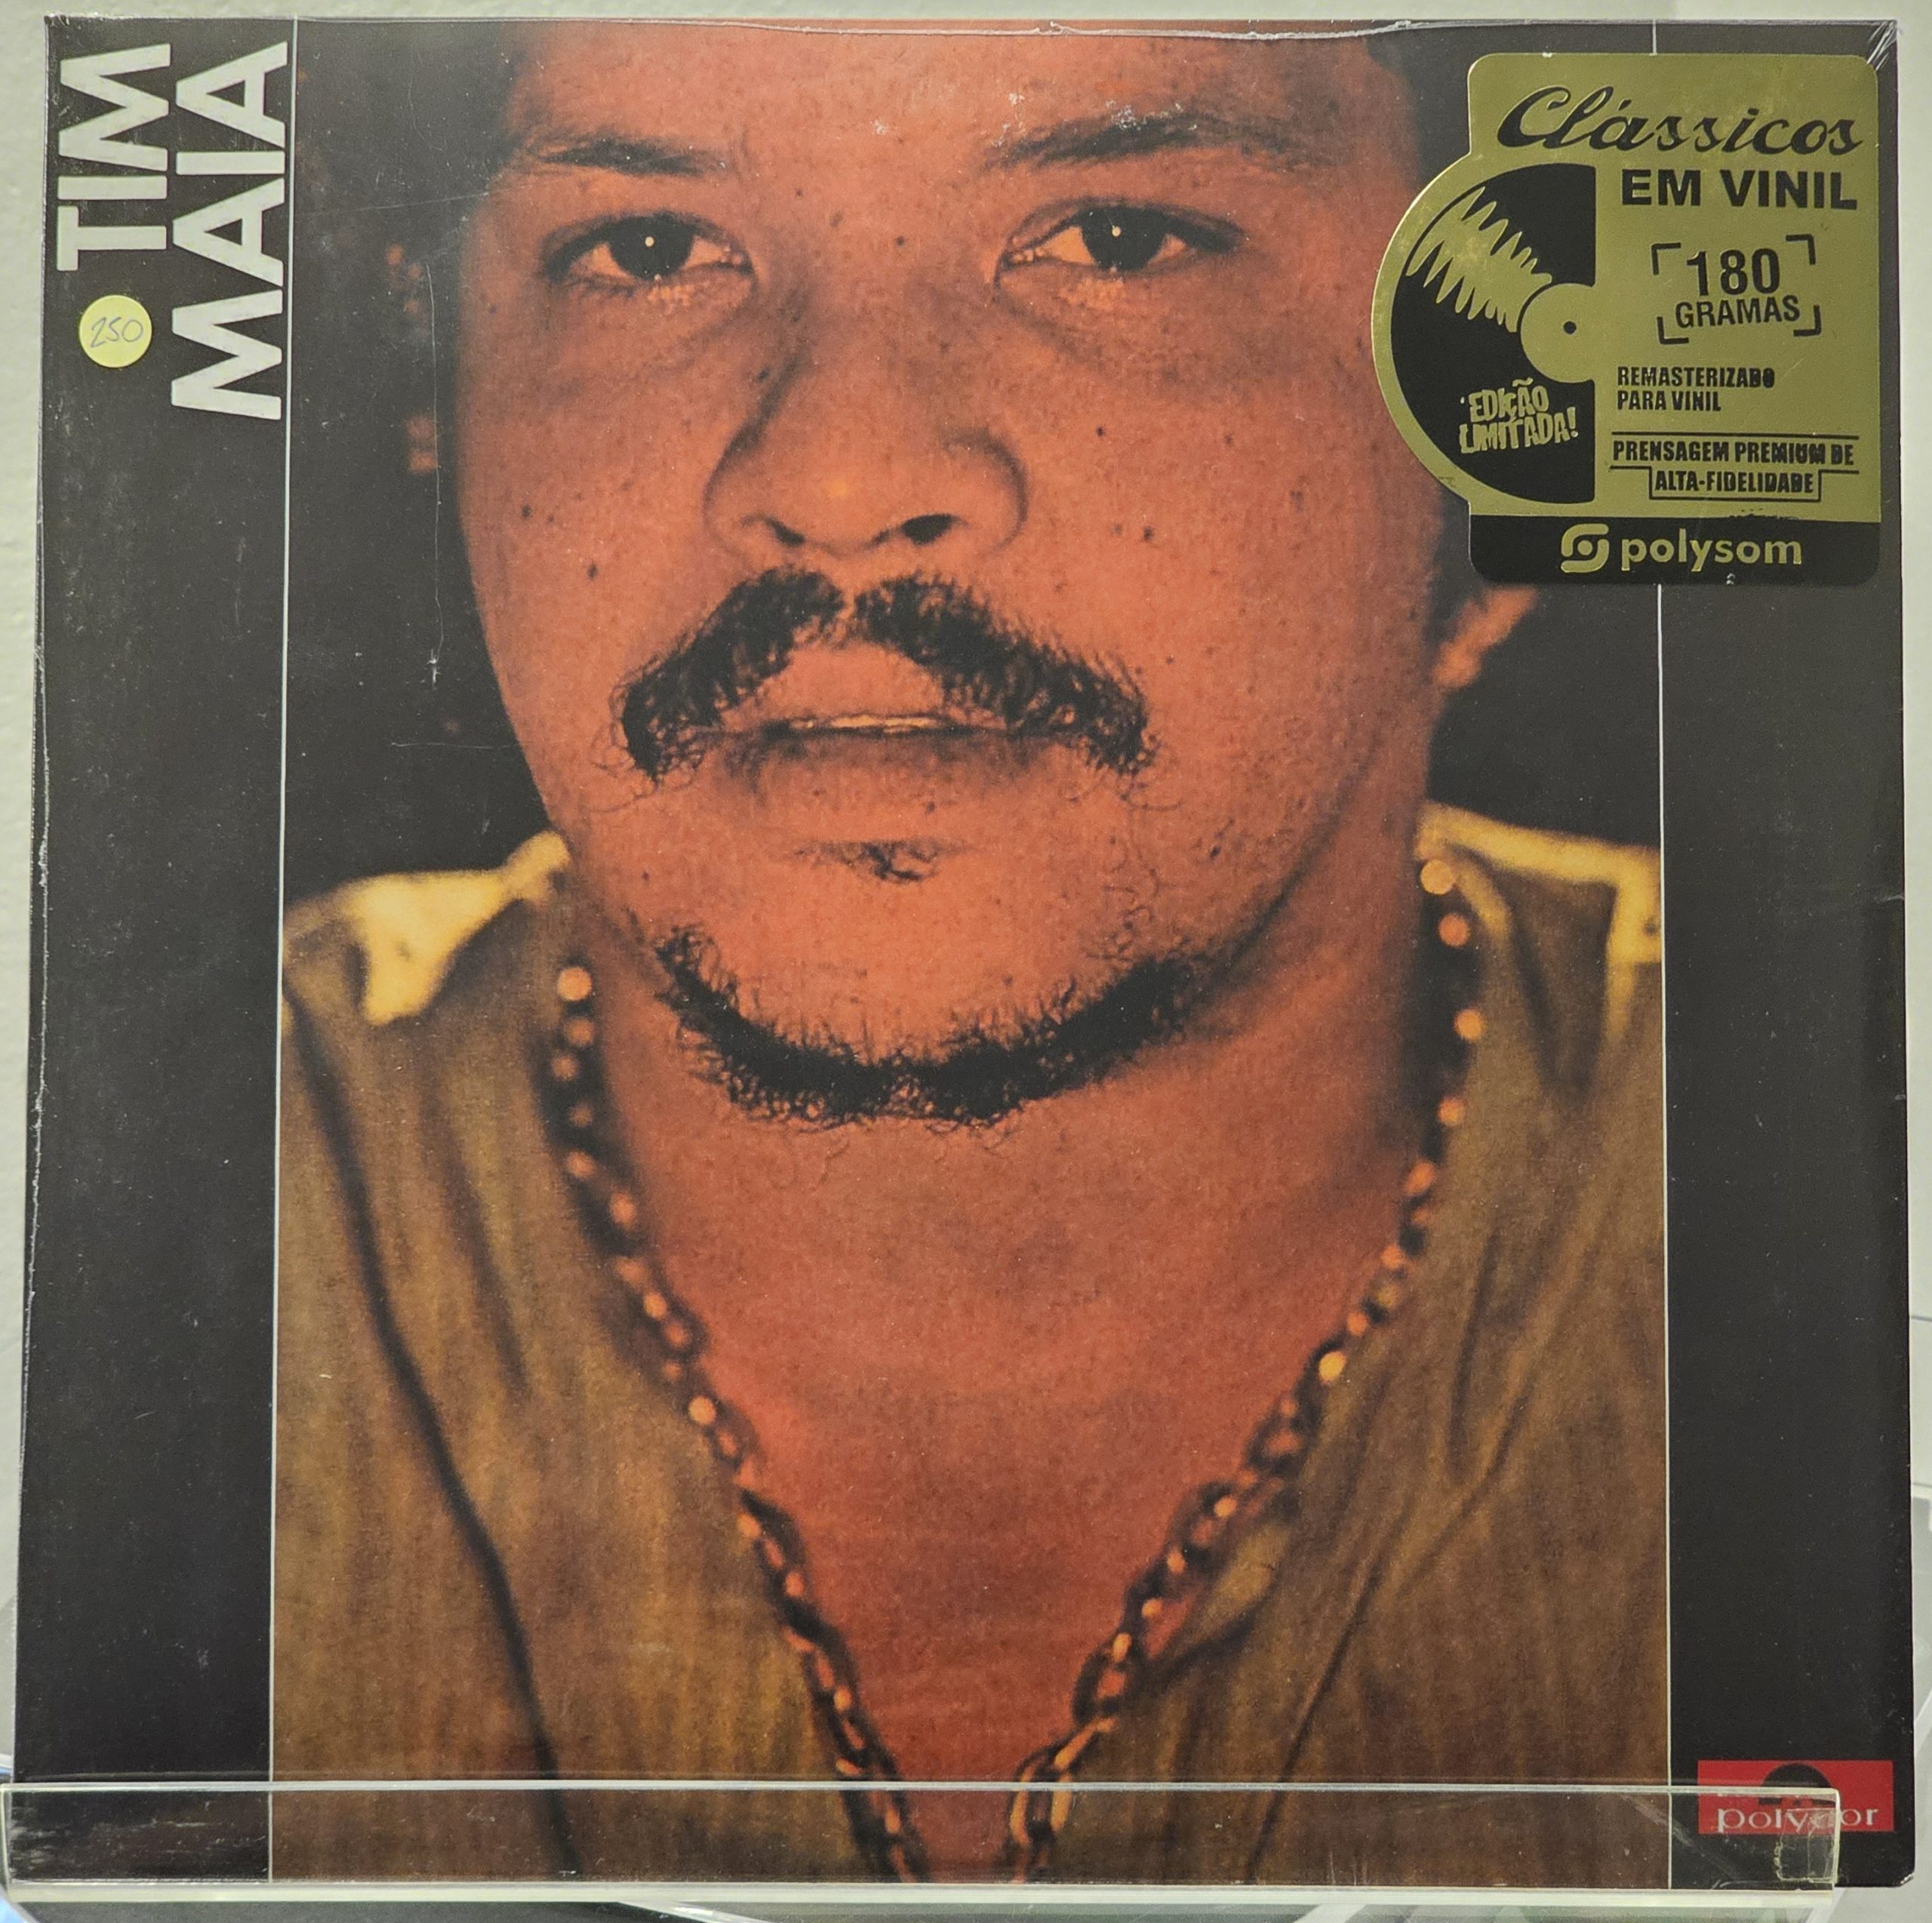 TIM
MAIA
250
Clássicos
EM VINIL
180
GRAMAS
EDIÇÃO
LIMITADA!
REMASTERIZADO
PARA VINIL
PRENSAGEM PREMIUM DE
ALTA-FIDELIDADE
polysom
polydor